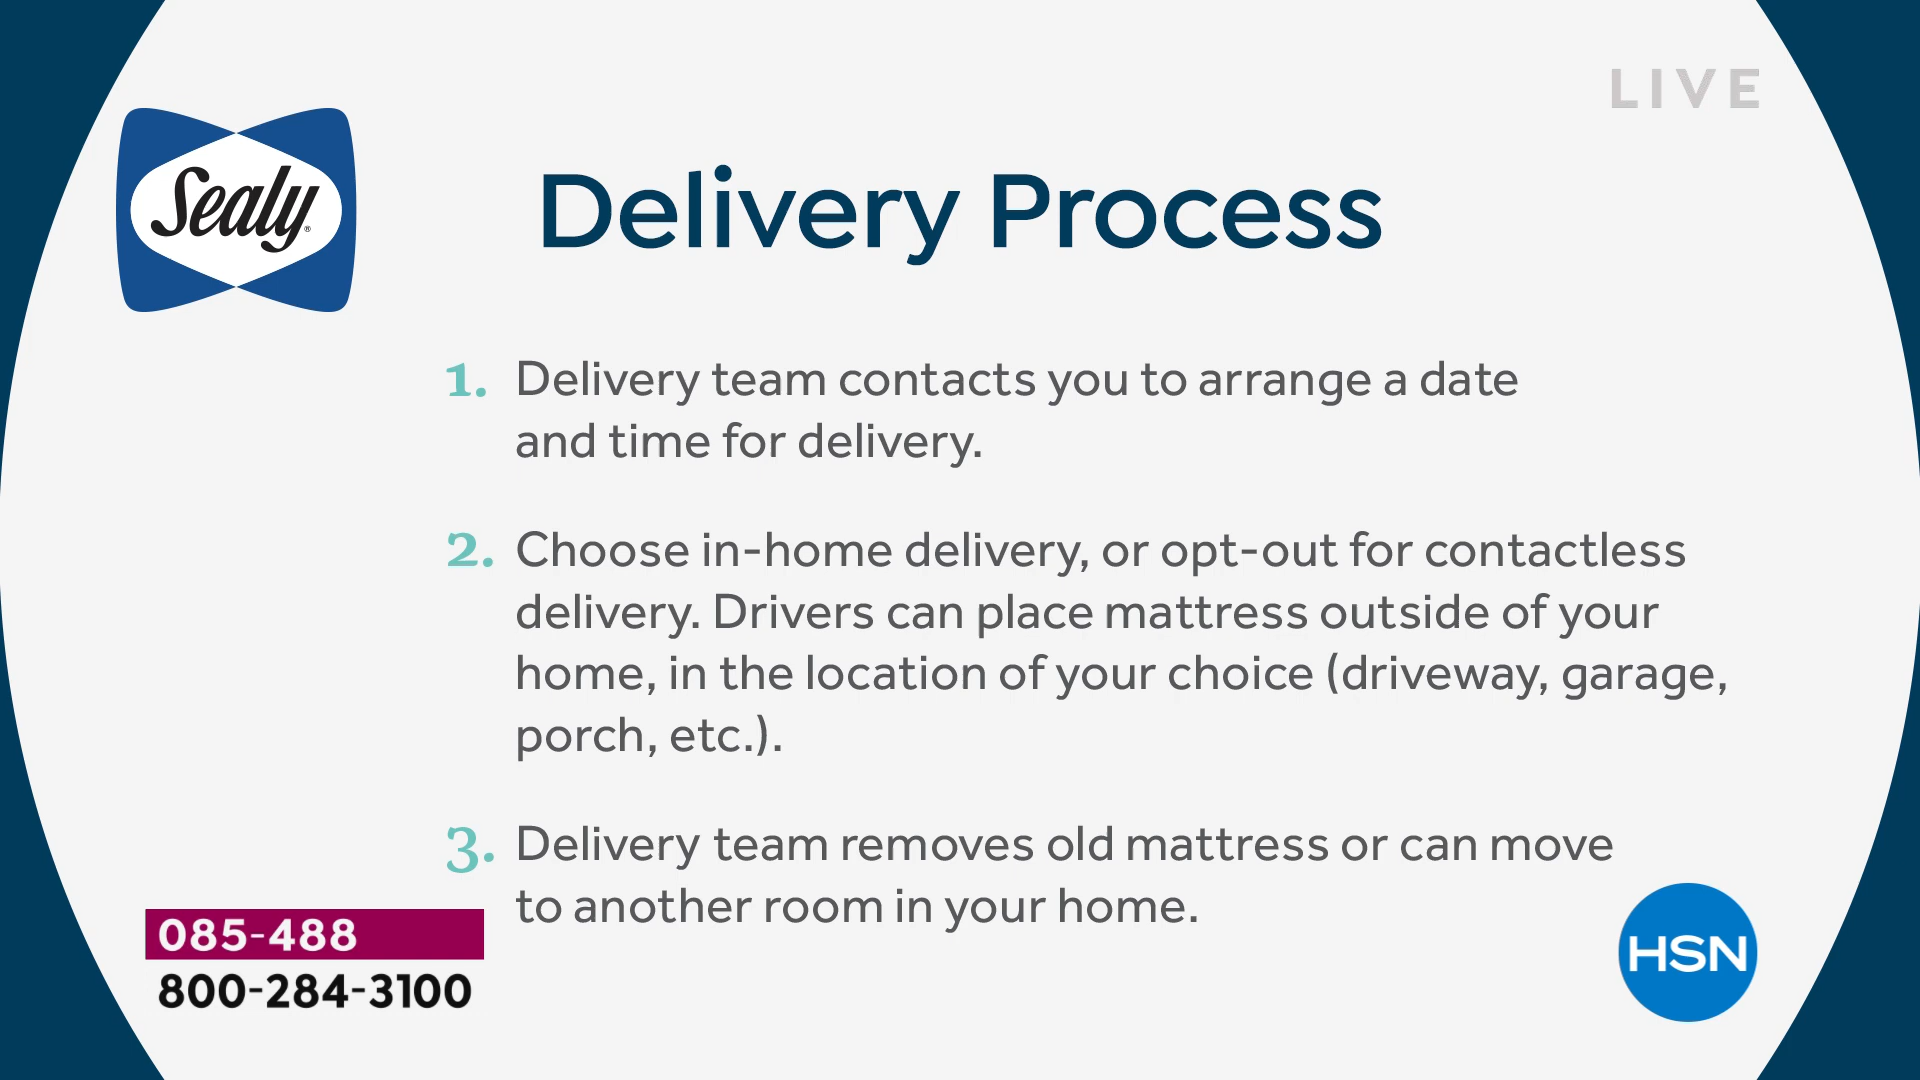 LIVE
Sealy®
Delivery Process
1. Delivery team contacts you to arrange a date
and time for delivery.
2. Choose in-home delivery, or opt-out for contactless
delivery. Drivers can place mattress outside of your
home, in the location of your choice (driveway, garage,
porch, etc.).
3. Delivery team removes old mattress or can move
to another room in your home.
085-488
800-284-3100
HSN